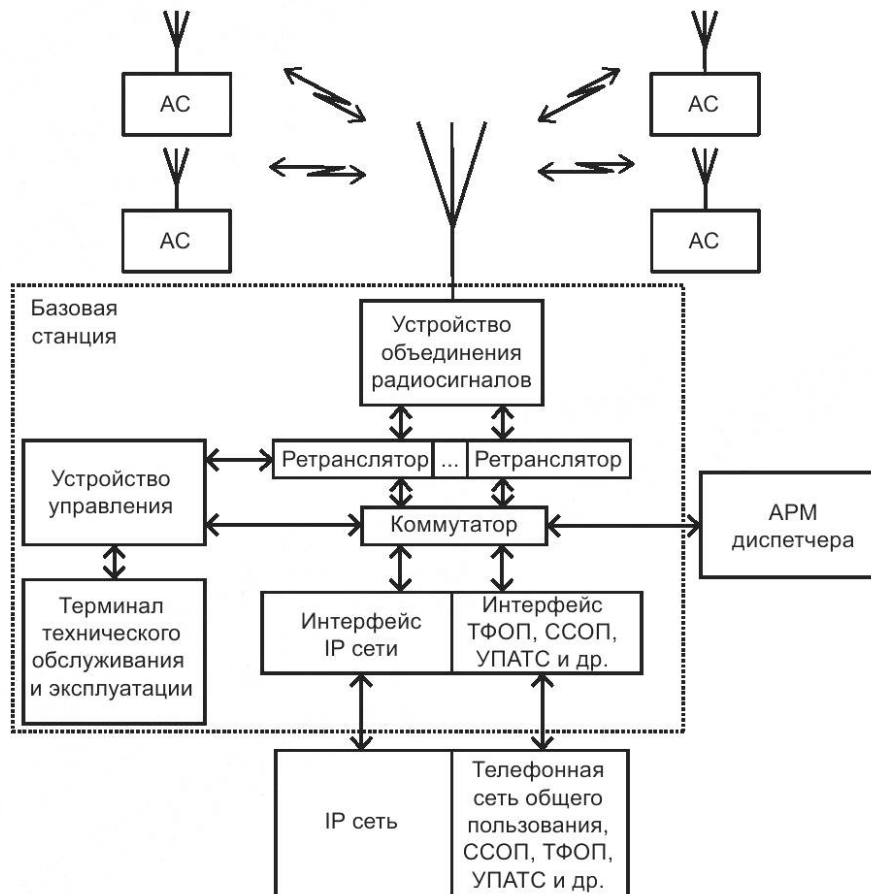 АС
АС
АС
АС
Базовая
станция
Устройство
объединения
радиосигналов
Ретранслятор ... Ретранслятор
Устройство
управления
Коммутатор
АРМ
диспетчера
Терминал
технического
обслуживания
и эксплуатации
Интерфейс
IP сети
Интерфейс
ТФОП, ССОП,
УПАТС и др.
IP сеть
Телефонная
сеть общего
пользования,
ССОП, ТФОП,
УПАТС и др.